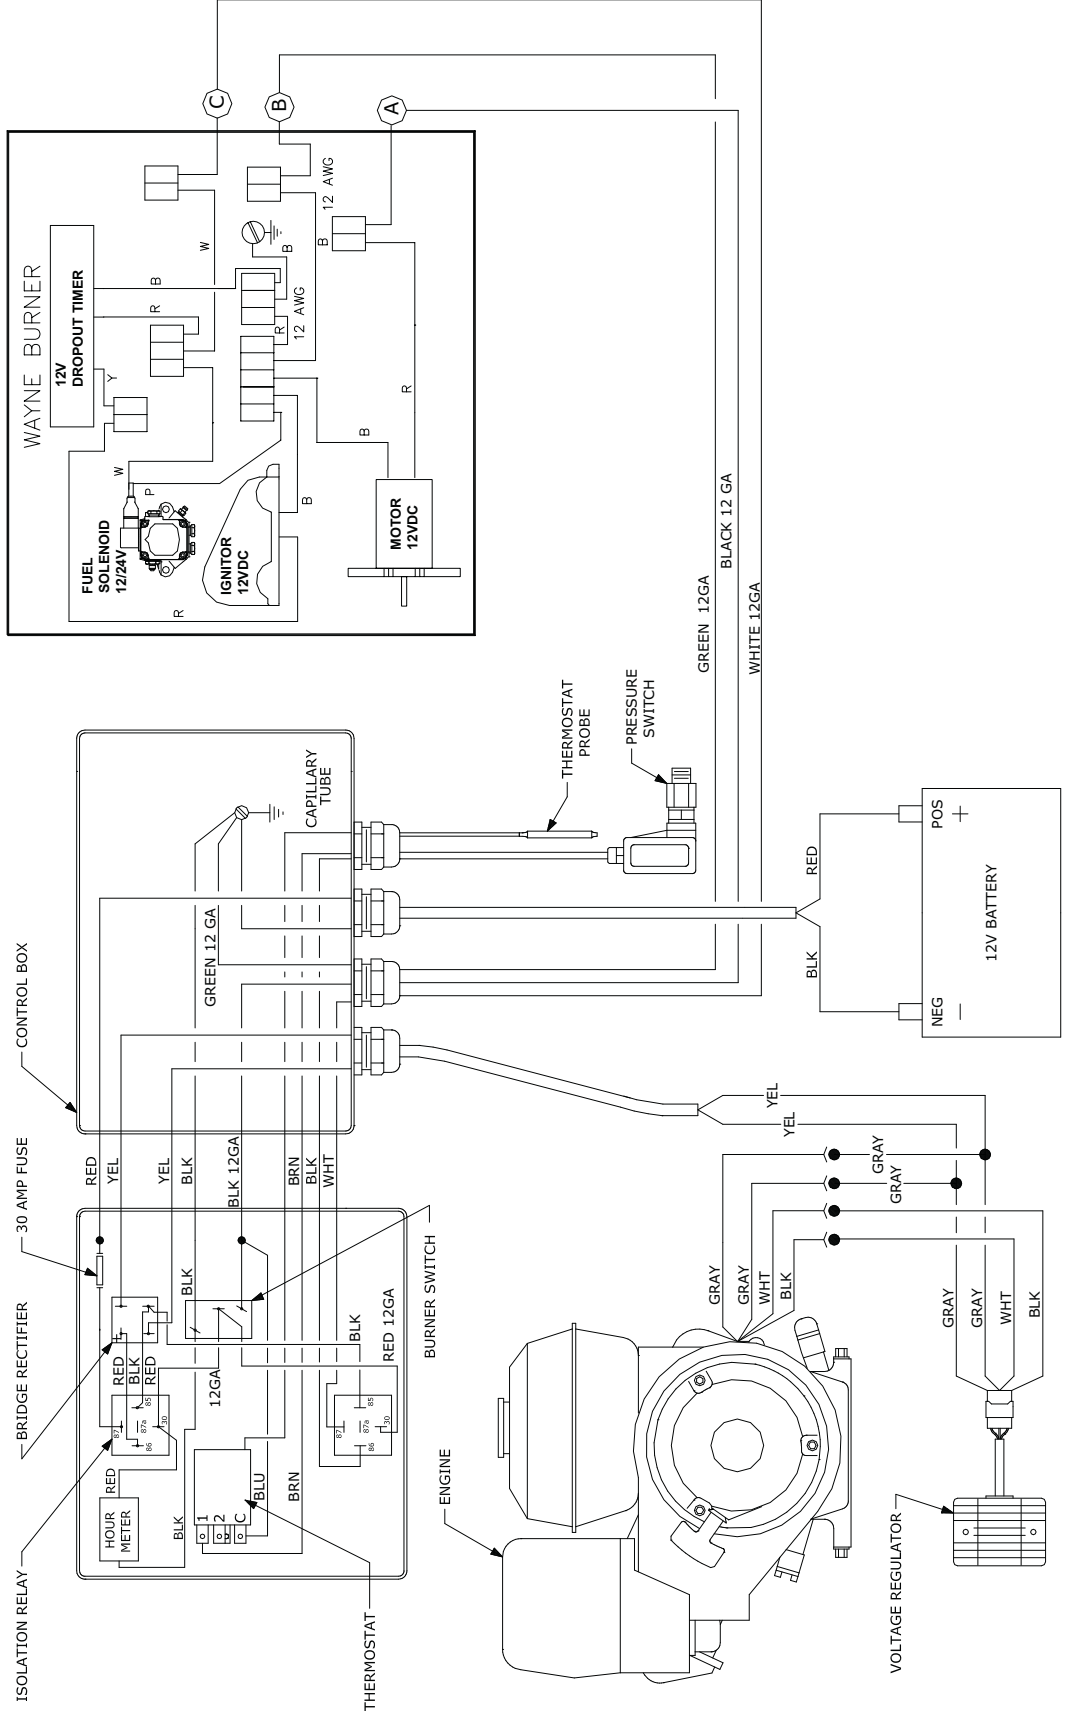 ISOLATION RELAY
BRIDGE RECTIFIER
30 AMP FUSE
CONTROL BOX
HOUR
METER
RED
BLK
87
86
87a
85
30
RED
BLK
RED
12GA
1
2
C
BLU
BRN
THERMOSTAT
BLK
BURNER SWITCH
87
86
87a
85
30
BLK
RED 12GA
RED
YEL
YEL
BLK
BLK 12GA
BRN
BLK
WHT
GREEN 12 GA
CAPILLARY
TUBE
WAYNE BURNER
12V
DROPOUT TIMER
FUEL
SOLENOID
12/24V
W
P
Y
R
B
W
R
IGNITOR
12VDC
B
R
12 AWG
B
B
12 AWG
B
R
MOTOR
12VDC
C
B
A
THERMOSTAT
PROBE
PRESSURE
SWITCH
GREEN 12GA
BLACK 12 GA
WHITE 12GA
RED
BLK
POS
+
NEG
–
12V BATTERY
ENGINE
GRAY
GRAY
WHT
BLK
YEL
YEL
GRAY
GRAY
GRAY
GRAY
WHT
BLK
VOLTAGE REGULATOR